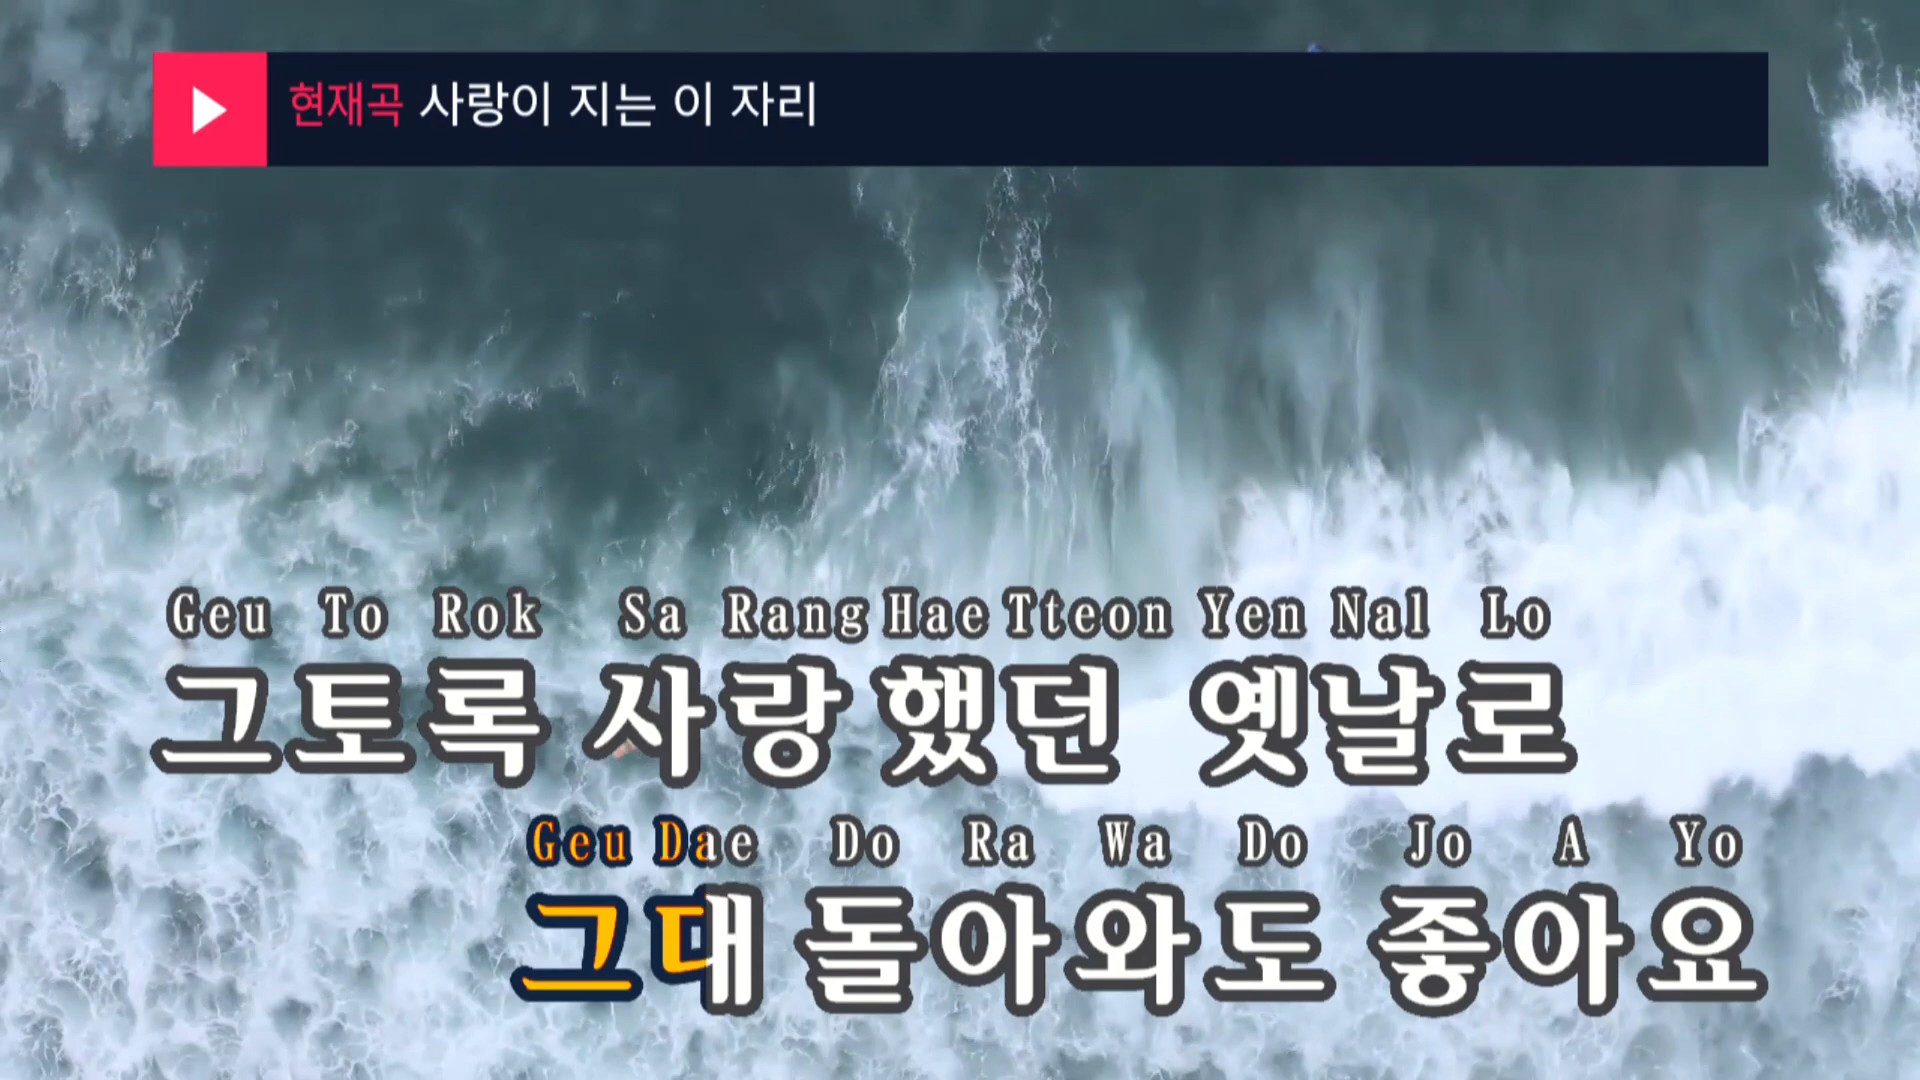 현재곡 사랑이 지는 이 자리
Geu To Rok Sa Rang Hae Tteon Yen Nal Lo
그토록 사랑했던 옛날로
Geu Dae Do Ra Wa Do Jo A Yo
그대 돌아와도 좋아요